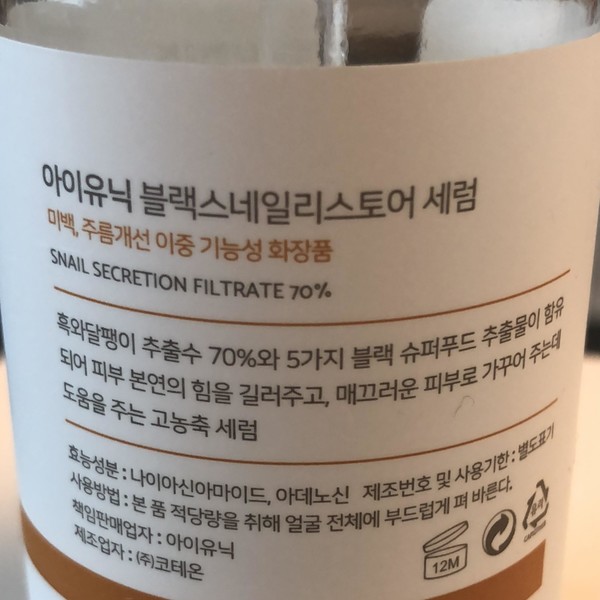 아이유닉 블랙스네일리스토어 세럼
미백, 주름개선 이중 기능성 화장품
SNAIL SECRETION FILTRATE 70%
흑와달팽이 추출수 70%와 5가지 블랙 슈퍼푸드 추출물이 함유
되어 피부 본연의 힘을 길러주고, 매끄러운 피부로 가꾸어 주는데
도움을 주는 고농축 세럼
효능성분 : 나이아신아마이드, 아데노신 제조번호 및 사용기한 : 별도표기
사용방법 : 본 품 적당량을 취해 얼굴 전체에 부드럽게 펴 바른다.
책임판매업자 : 아이유닉
제조업자 : (주)코테온
12M